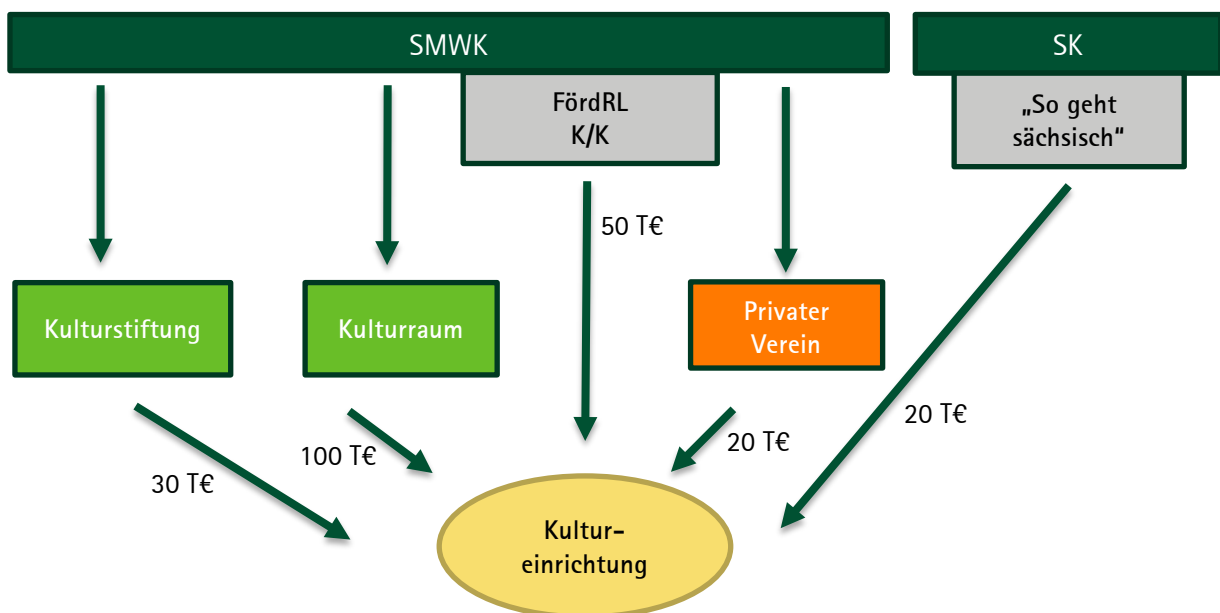 SMWK
SK
FördRL
K/K
„So geht
sächsisch“
50 T€
Kulturstiftung
Kulturraum
Privater
Verein
20 T€
100 T€
20 T€
30 T€
Kultur-
einrichtung